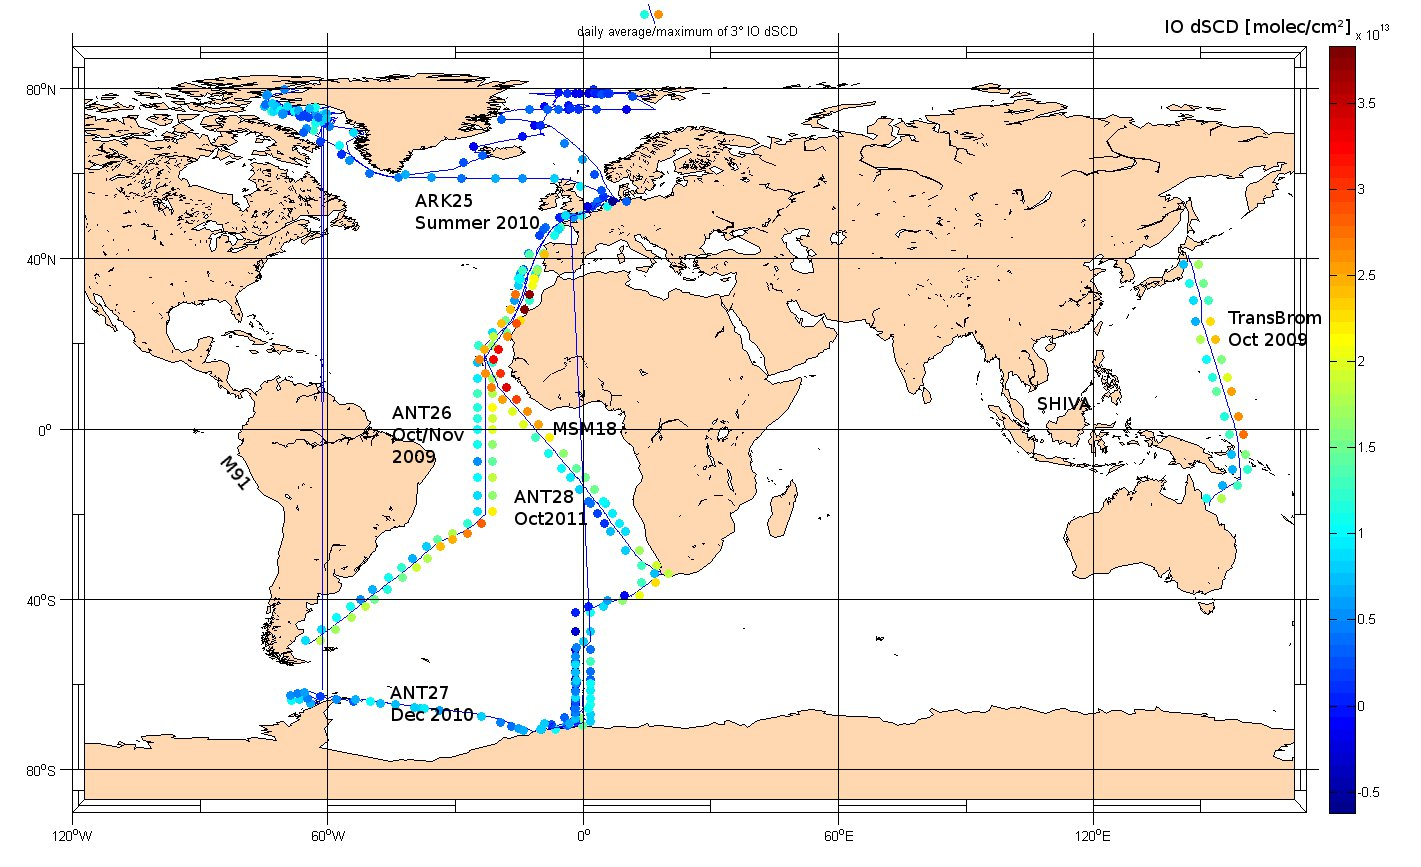 daily average/maximum of 3° IO dSCD
IO dSCD [molec/cm²]
x 10¹³
80°N
40°N
0°
40°S
80°S
120°W
60°W
0°
60°E
120°E
3.5
3
2.5
2
1.5
1
0.5
0
-0.5
ARK25
Summer 2010
TransBrom
Oct 2009
SHIVA
ANT26
Oct/Nov
2009
MSM18
M91
ANT28
Oct2011
ANT27
Dec 2010